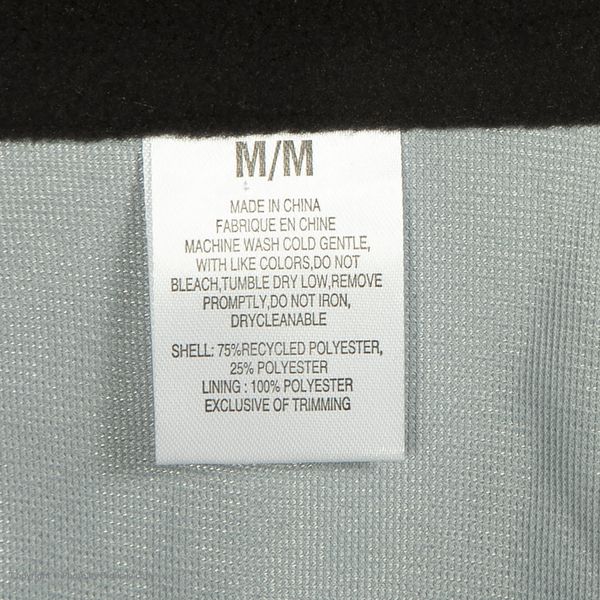 M/M
MADE IN CHINA
FABRIQUE EN CHINE
MACHINE WASH COLD GENTLE,
WITH LIKE COLORS,DO NOT
BLEACH,TUMBLE DRY LOW,REMOVE
PROMPTLY,DO NOT IRON,
DRYCLEANABLE
SHELL: 75%RECYCLED POLYESTER,
25% POLYESTER
LINING : 100% POLYESTER
EXCLUSIVE OF TRIMMING